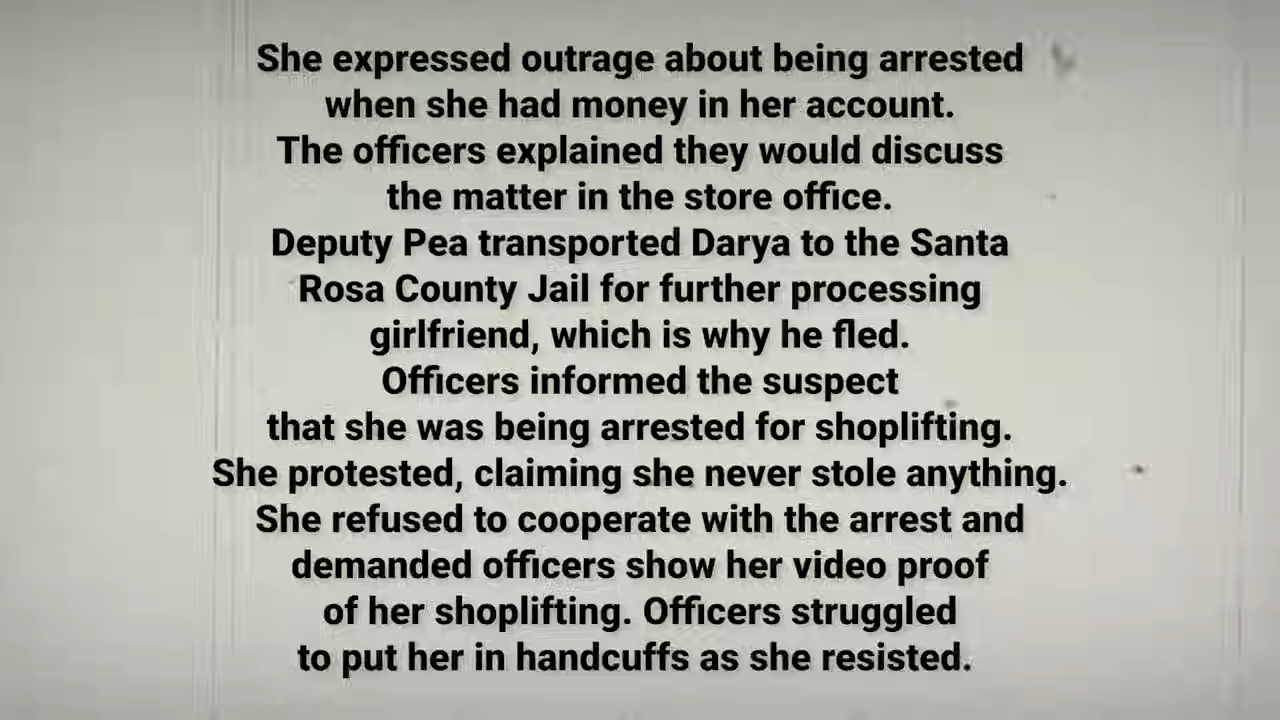 She expressed outrage about being arrested
when she had money in her account.
The officers explained they would discuss
the matter in the store office.
Deputy Pea transported Darya to the Santa
Rosa County Jail for further processing
girlfriend, which is why he fled.
Officers informed the suspect
that she was being arrested for shoplifting.
She protested, claiming she never stole anything.
She refused to cooperate with the arrest and
demanded officers show her video proof
of her shoplifting. Officers struggled
to put her in handcuffs as she resisted.